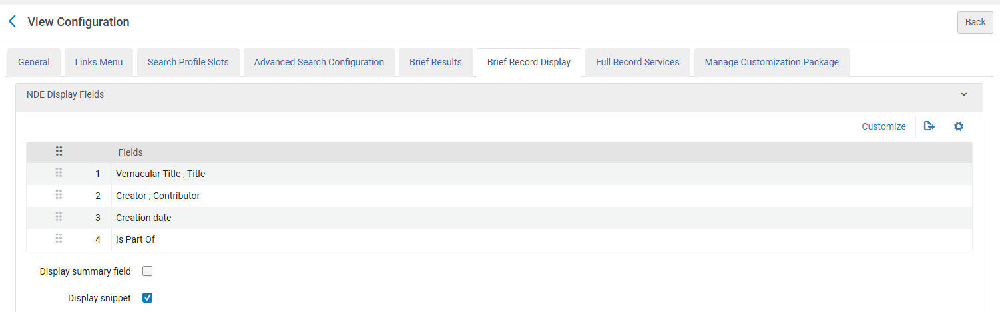 View Configuration
Back
General
Links Menu
Search Profile Slots
Advanced Search Configuration
Brief Results
Brief Record Display
Full Record Services
Manage Customization Package
NDE Display Fields
Customize
Fields
1 Vernacular Title ; Title
2 Creator ; Contributor
3 Creation date
4 Is Part Of
Display summary field
Display snippet